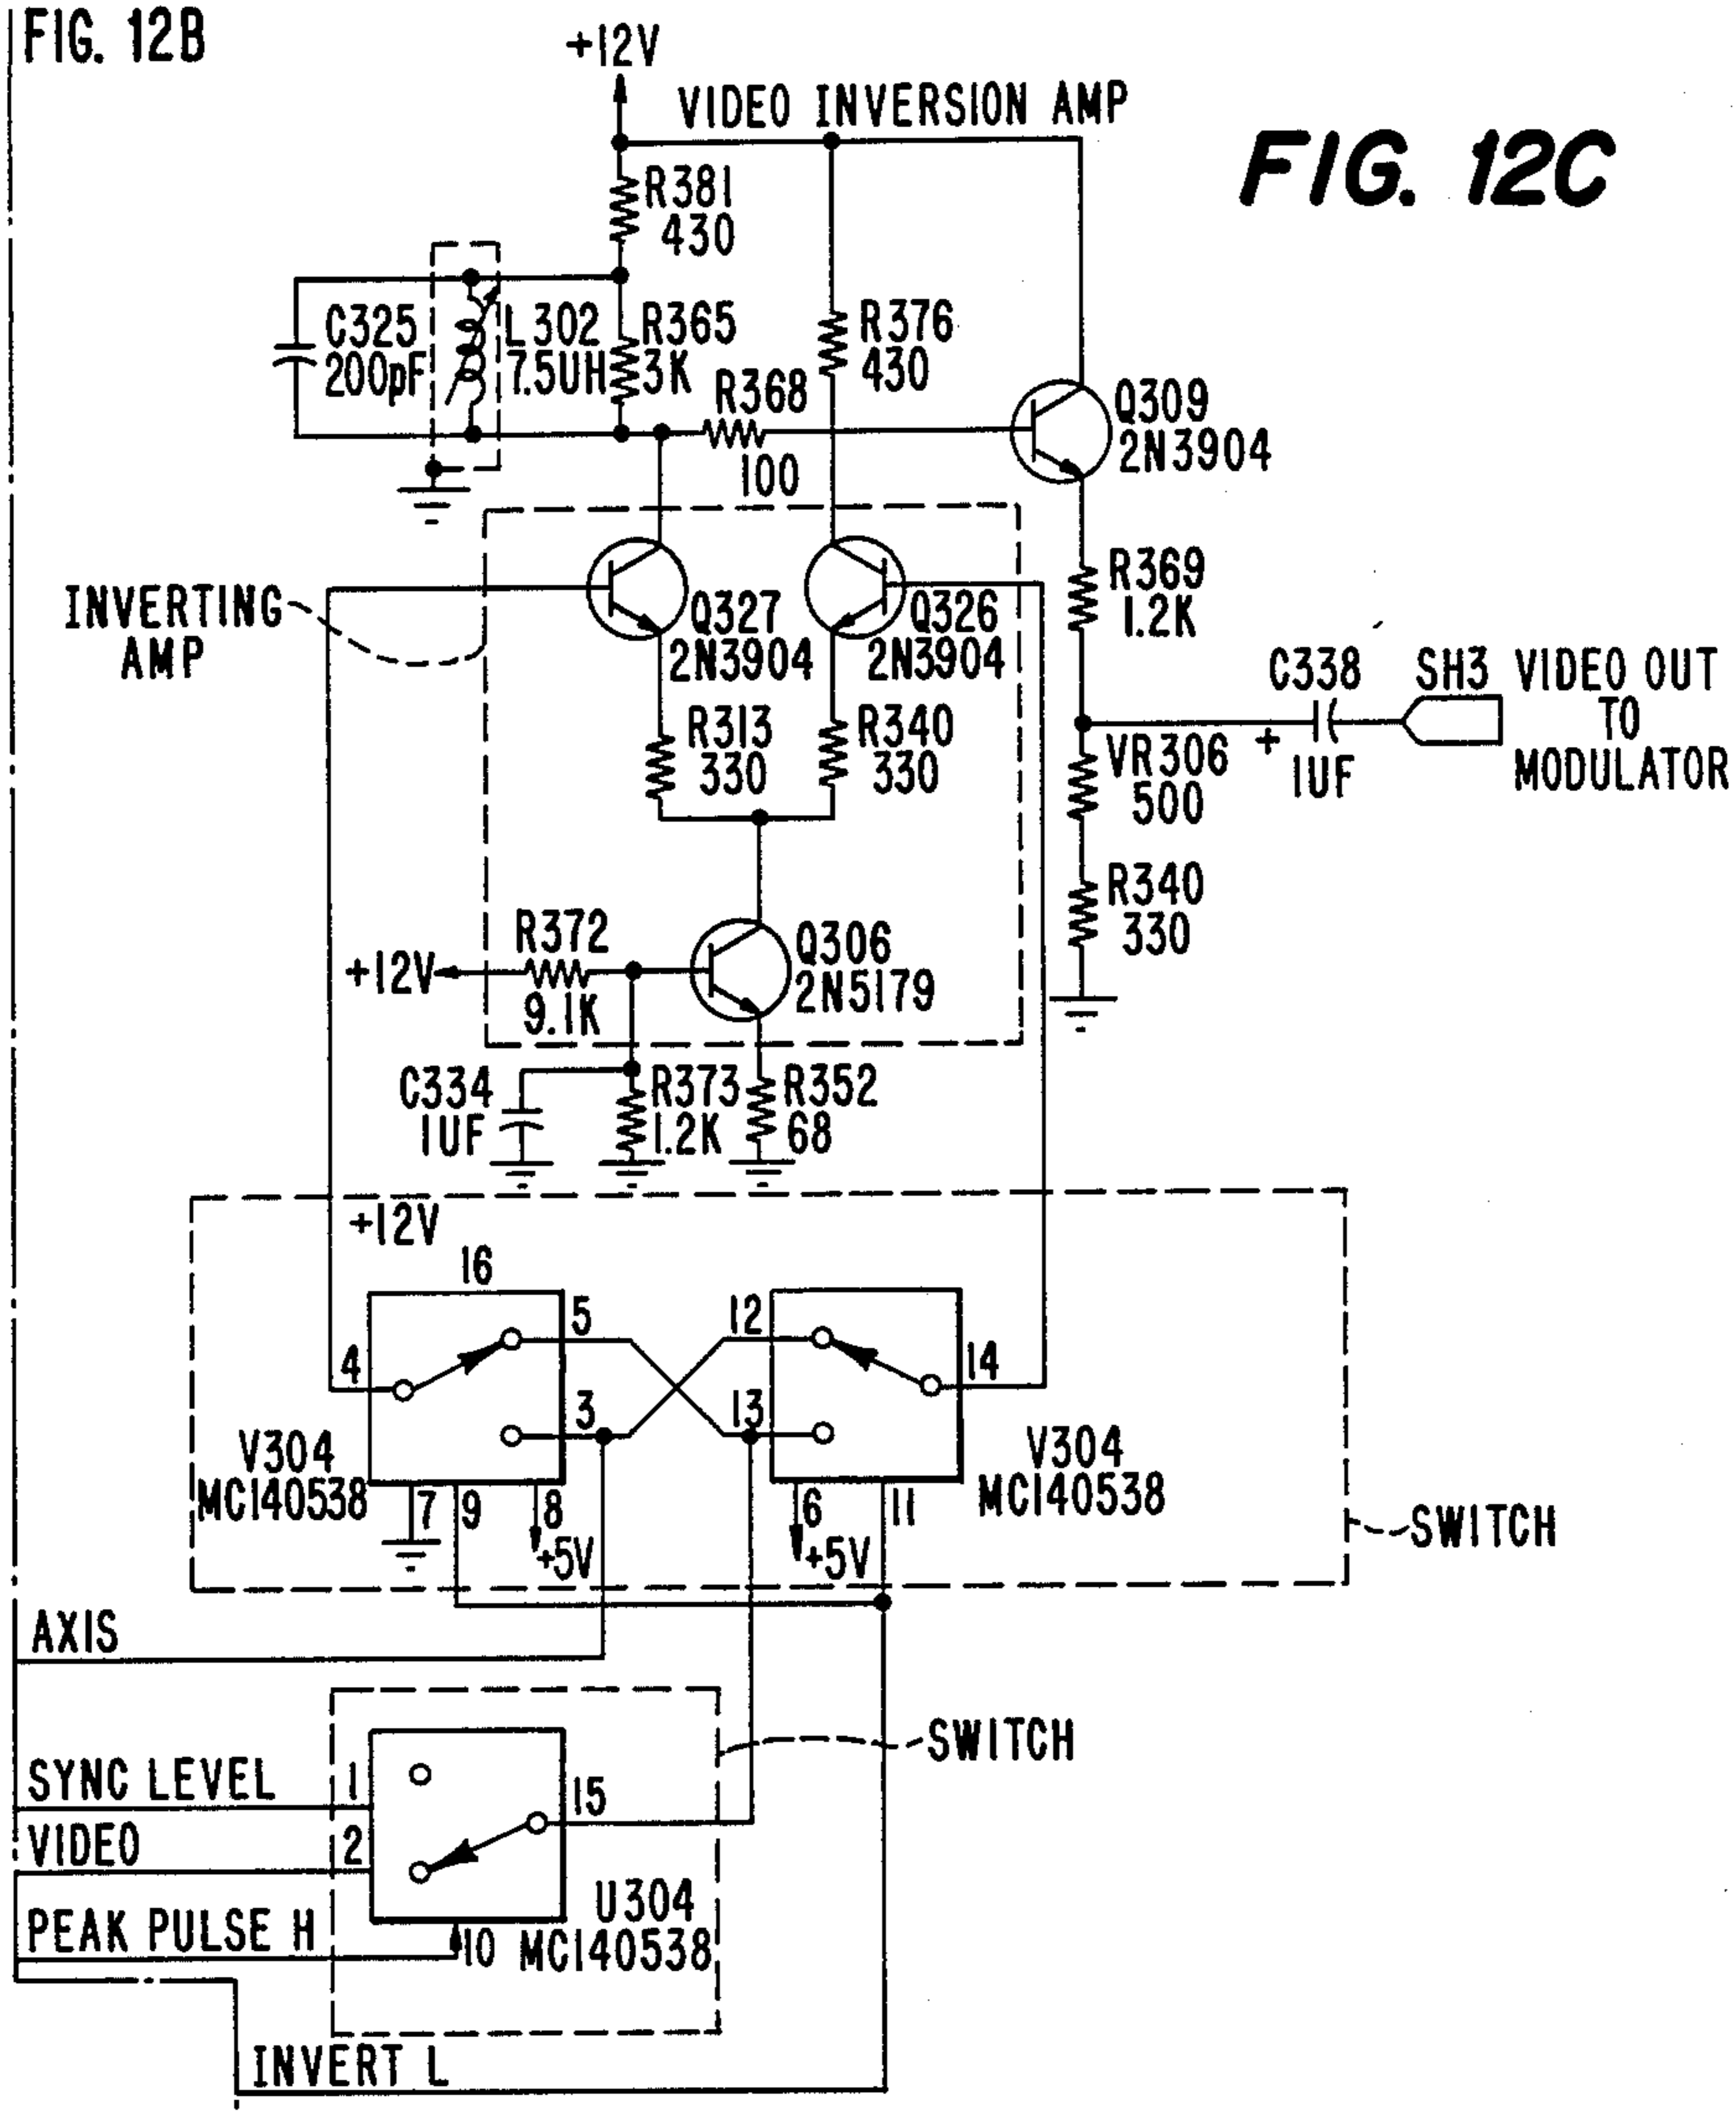 FIG. 12B
+12V
VIDEO INVERSION AMP
FIG. 12C
R381
430
C325
200pF
L302
7.5UH
R365
3K
R376
430
R368
100
Q309
2N3904
INVERTING
AMP
Q327
2N3904
Q326
2N3904
R369
1.2K
R313
330
R340
330
C338
+
1UF
SH3 VIDEO OUT
TO
MODULATOR
VR306
500
R340
330
R372
+12V
9.1K
Q306
2N5179
C334
1UF
R373
1.2K
R352
68
+12V
16
5
12
4
14
3
13
V304
MC140538
V304
MC140538
7
9
8
+5V
6
+5V
11
SWITCH
AXIS
SWITCH
SYNC LEVEL
1
15
VIDEO
2
U304
PEAK PULSE H
10
MC140538
INVERT L